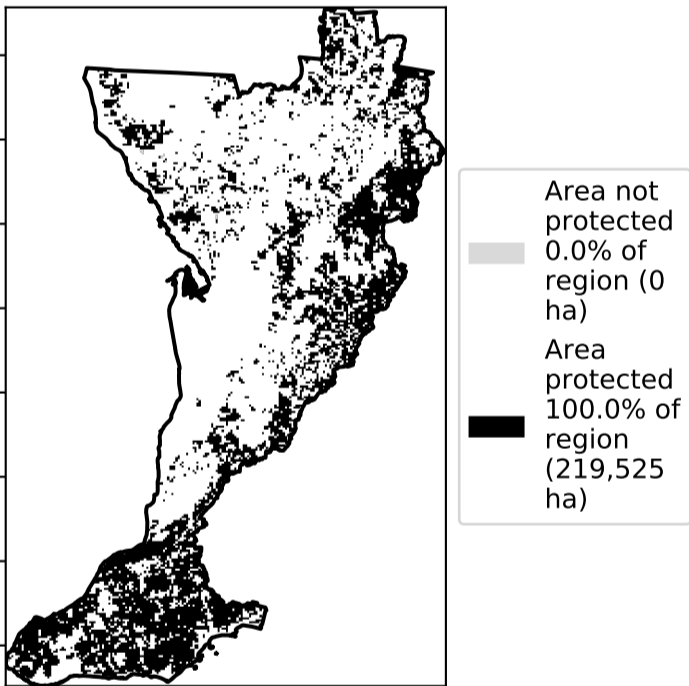 Area not
protected
0.0% of
region (0
ha)
Area
protected
100.0% of
region
(219,525
ha)